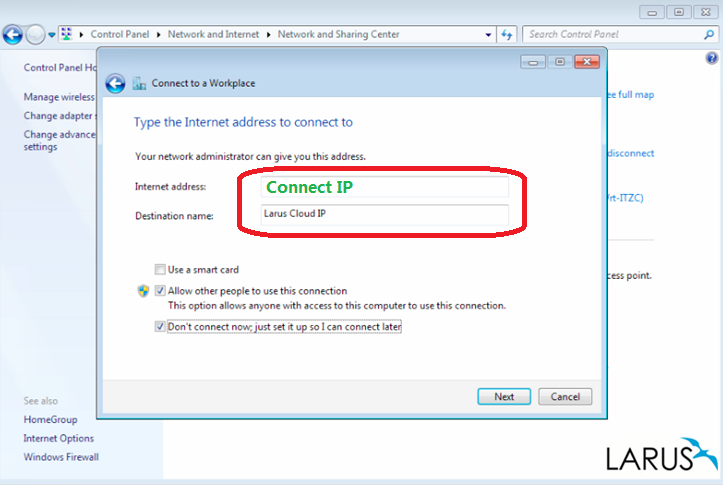 Control Panel
Network and Internet
Network and Sharing Center
Search Control Panel
Control Panel Ho
Manage wireless
Change adapter s
Change advance
settings
Connect to a Workplace
Type the Internet address to connect to
Your network administrator can give you this address.
Internet address:
Connect IP
Destination name:
Larus Cloud IP
Use a smart card
Allow other people to use this connection
This option allows anyone with access to this computer to use this connection.
Don't connect now; just set it up so I can connect later
Next
Cancel
ee full map
disconnect
frt-ITZC)
cess point.
See also
HomeGroup
Internet Options
Windows Firewall
LARUS